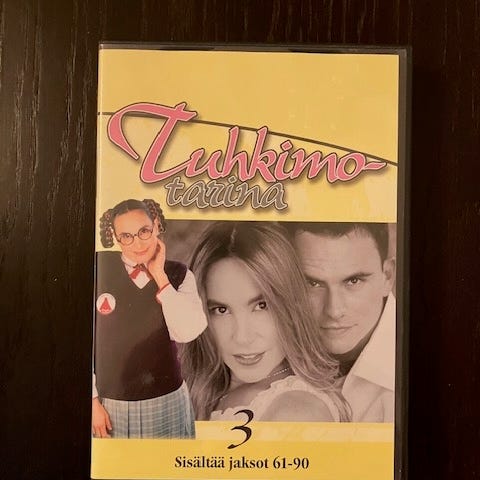 Tuhkimo-
tarina
3
Sisältää jaksot 61-90